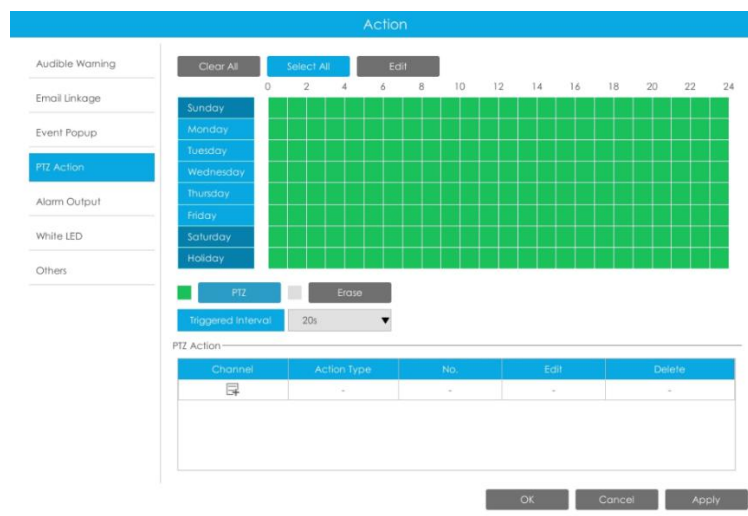 Action
Audible Warning
Email Linkage
Event Popup
PTZ Action
Alarm Output
White LED
Others
Clear All Select All Edit
0 2 4 6 8 10 12 14 16 18 20 22 24
Sunday
Monday
Tuesday
Wednesday
Thursday
Friday
Saturday
Holiday
PTZ Erase
Triggered Interval 20s
PTZ Action
Channel Action Type No. Edit Delete
- - - -
OK Cancel Apply